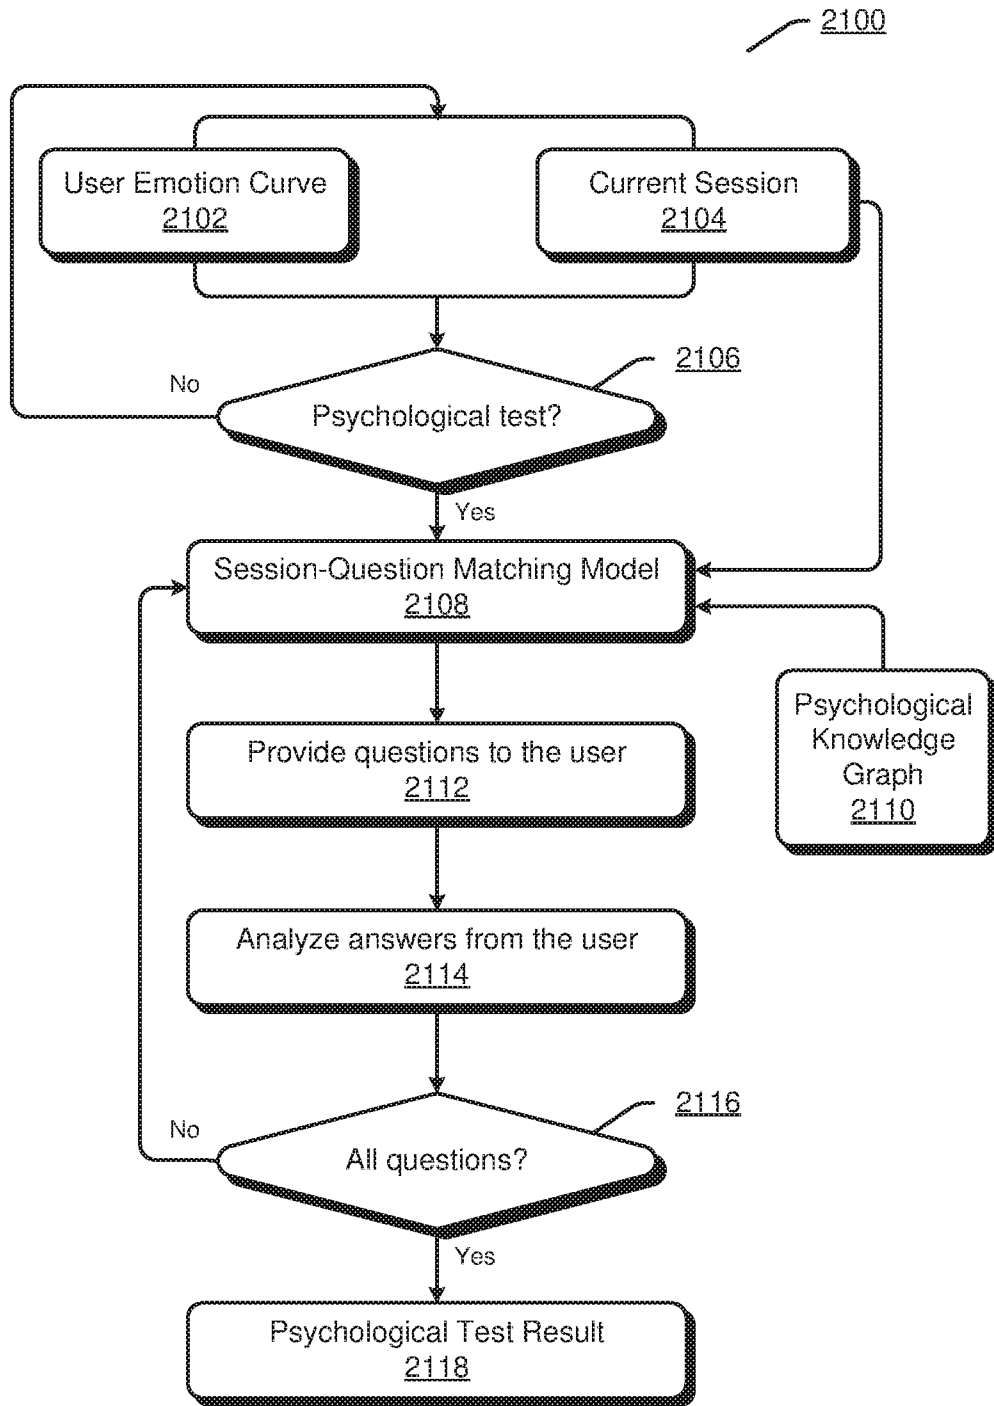 2100
User Emotion Curve
2102
Current Session
2104
2106
No
Psychological test?
Yes
Session-Question Matching Model
2108
Psychological
Knowledge
Graph
2110
Provide questions to the user
2112
Analyze answers from the user
2114
2116
No
All questions?
Yes
Psychological Test Result
2118